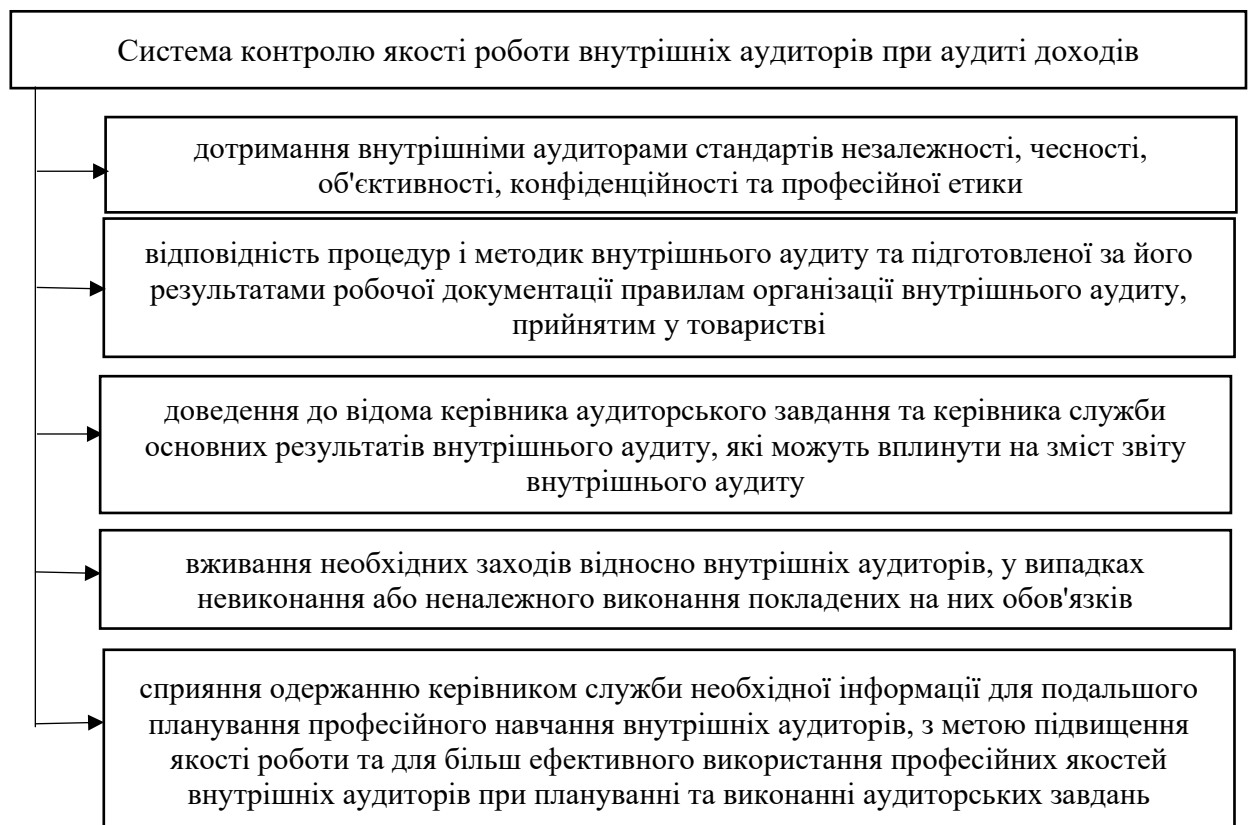 Система контролю якості роботи внутрішніх аудиторів при аудиті доходів
дотримання внутрішніми аудиторами стандартів незалежності, чесності,
об'єктивності, конфіденційності та професійної етики
відповідність процедур і методик внутрішнього аудиту та підготовленої за його
результатами робочої документації правилам організації внутрішнього аудиту,
прийнятим у товаристві
доведення до відома керівника аудиторського завдання та керівника служби
основних результатів внутрішнього аудиту, які можуть вплинути на зміст звіту
внутрішнього аудиту
вживання необхідних заходів відносно внутрішніх аудиторів, у випадках
невиконання або неналежного виконання покладених на них обов'язків
сприяння одержанню керівником служби необхідної інформації для подальшого
планування професійного навчання внутрішніх аудиторів, з метою підвищення
якості роботи та для більш ефективного використання професійних якостей
внутрішніх аудиторів при плануванні та виконанні аудиторських завдань